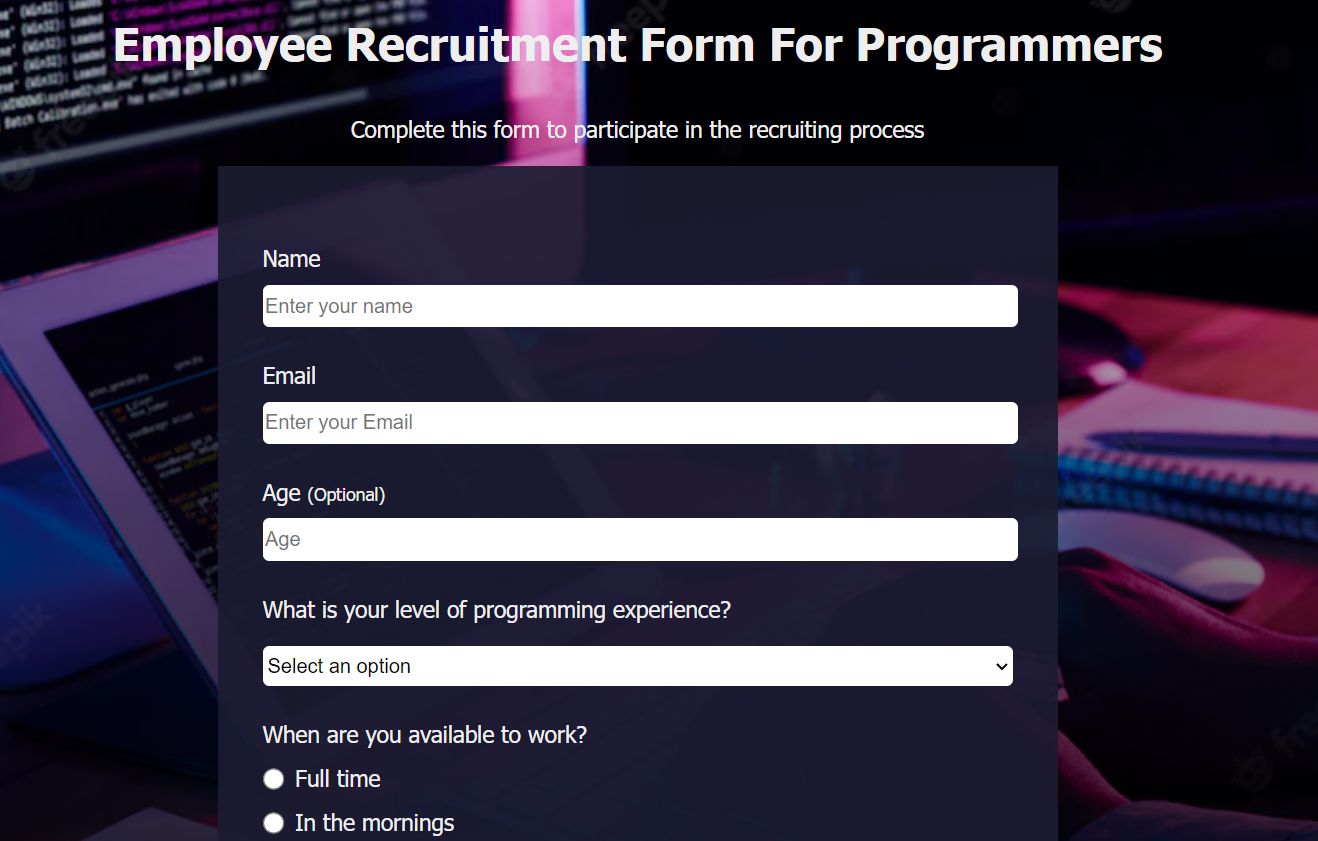 Employee Recruitment Form For Programmers
Complete this form to participate in the recruiting process
Name
Enter your name
Email
Enter your Email
Age (Optional)
Age
What is your level of programming experience?
Select an option
When are you available to work?
Full time
In the mornings